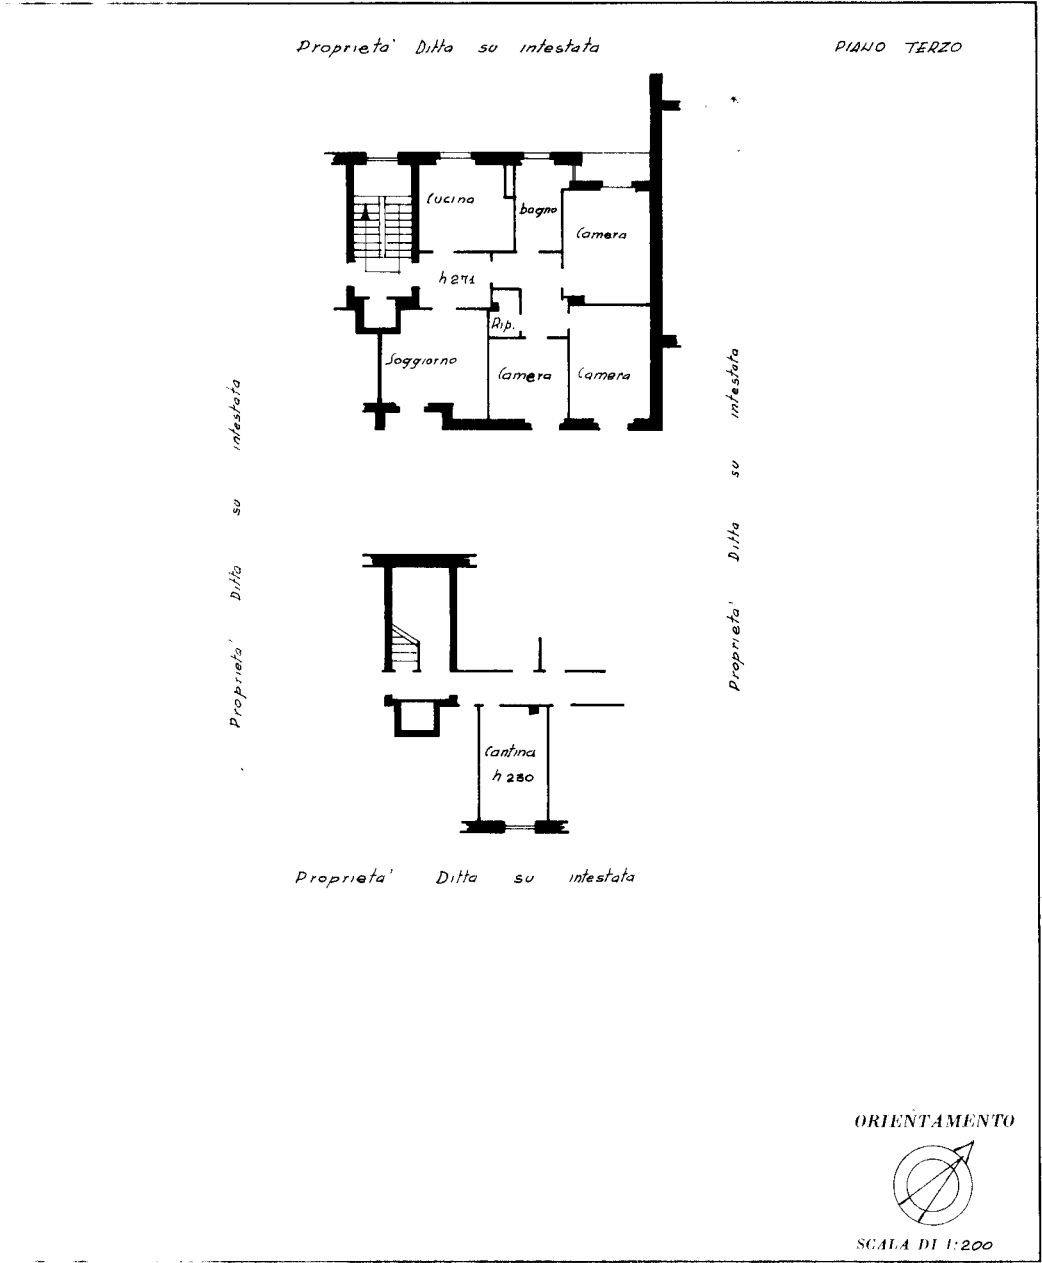 Proprieta' Ditta su intestata
PIANO TERZO
Cucina
bagno
Camera
h 271
Rip.
Soggiorno
Camera
Camera
Proprieta' Ditta su intestata
Proprieta' Ditta su intestata
Cantina
h 230
Proprieta' Ditta su intestata
ORIENTAMENTO
SCALA DI 1:200